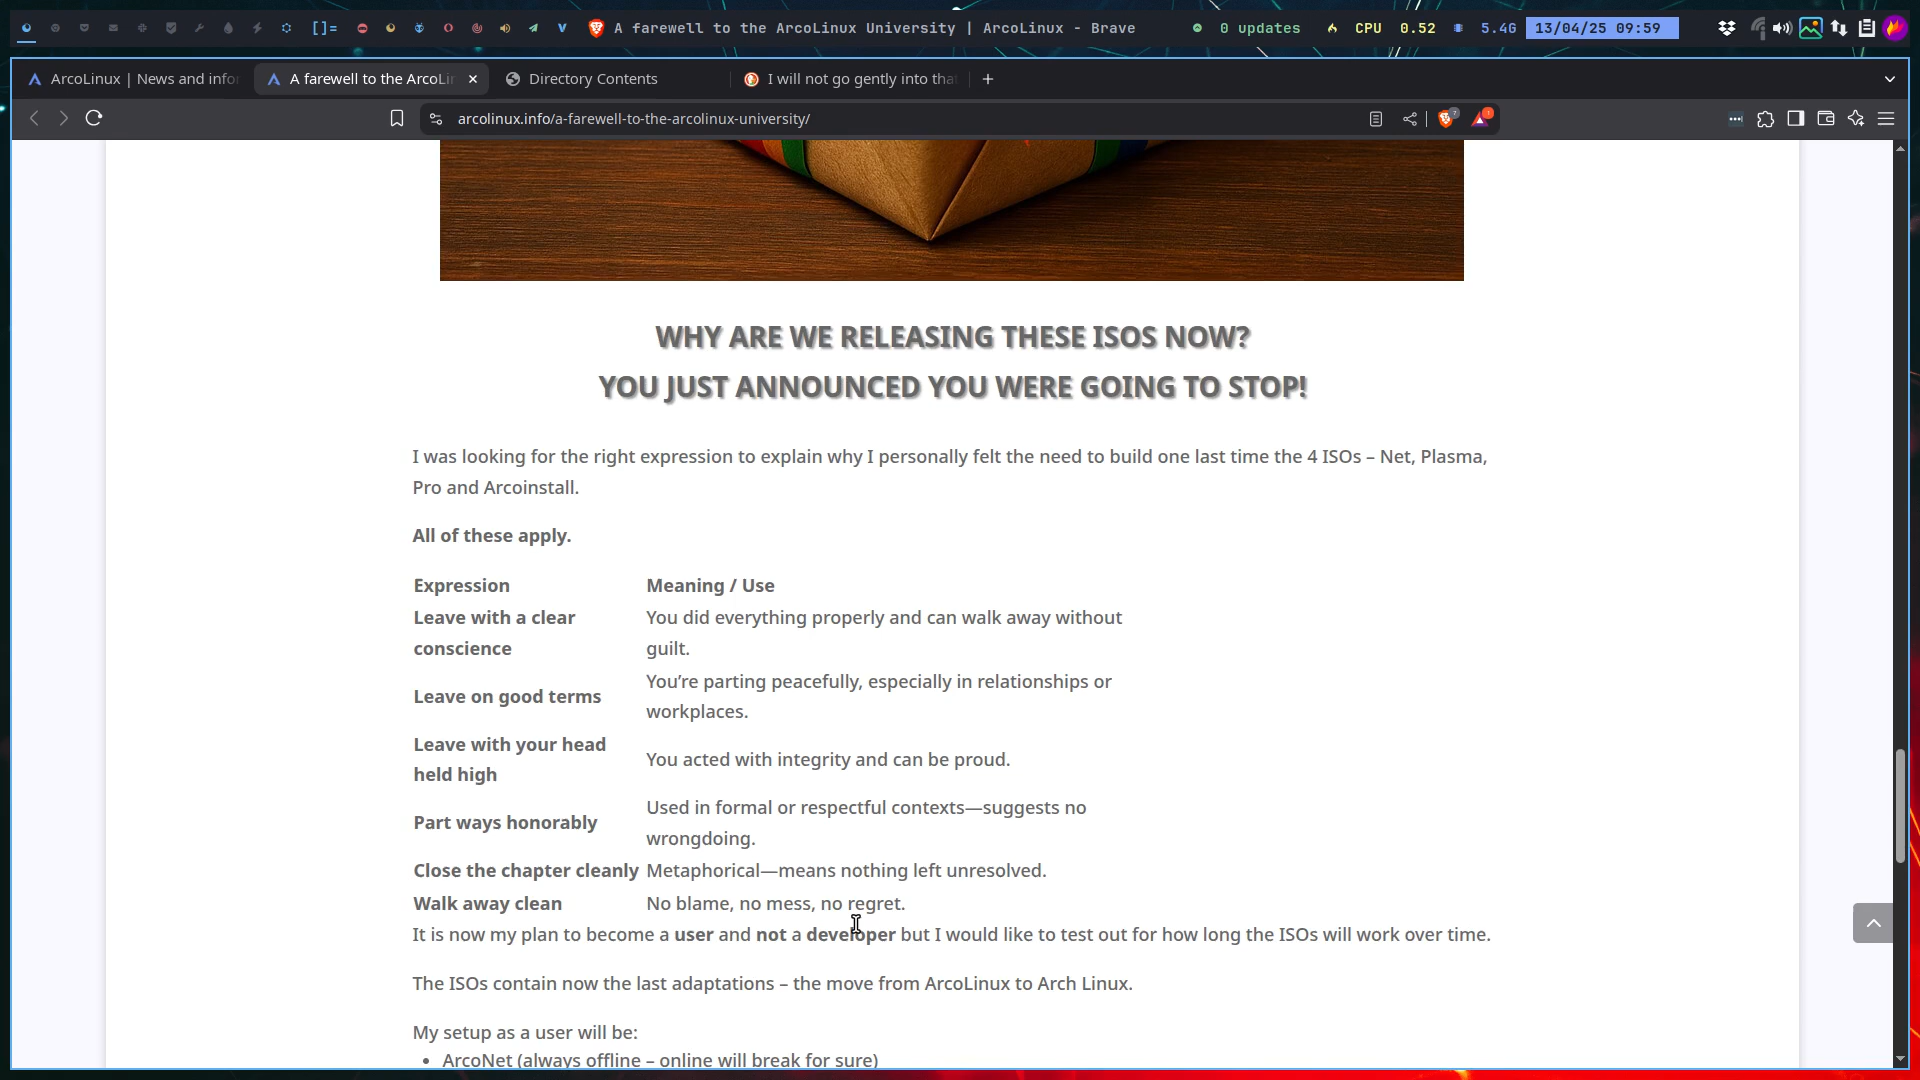 []= A farewell to the ArcoLinux University | ArcoLinux - Brave 0 updates CPU 0.52 5.4G 13/04/25 09:59
ArcoLinux | News and info A farewell to the ArcoLin Directory Contents I will not go gently into tha
arcolinux.info/a-farewell-to-the-arcolinux-university/
WHY ARE WE RELEASING THESE ISOS NOW?
YOU JUST ANNOUNCED YOU WERE GOING TO STOP!
I was looking for the right expression to explain why I personally felt the need to build one last time the 4 ISOs – Net, Plasma,
Pro and Arcoinstall.
All of these apply.
Expression Meaning / Use
Leave with a clear You did everything properly and can walk away without
conscience guilt.
Leave on good terms You’re parting peacefully, especially in relationships or
workplaces.
Leave with your head
held high You acted with integrity and can be proud.
Part ways honorably Used in formal or respectful contexts—suggests no
wrongdoing.
Close the chapter cleanly Metaphorical—means nothing left unresolved.
Walk away clean No blame, no mess, no regret.
It is now my plan to become a user and not a developer but I would like to test out for how long the ISOs will work over time.
The ISOs contain now the last adaptations – the move from ArcoLinux to Arch Linux.
My setup as a user will be:
• ArcoNet (always offline – online will break for sure)